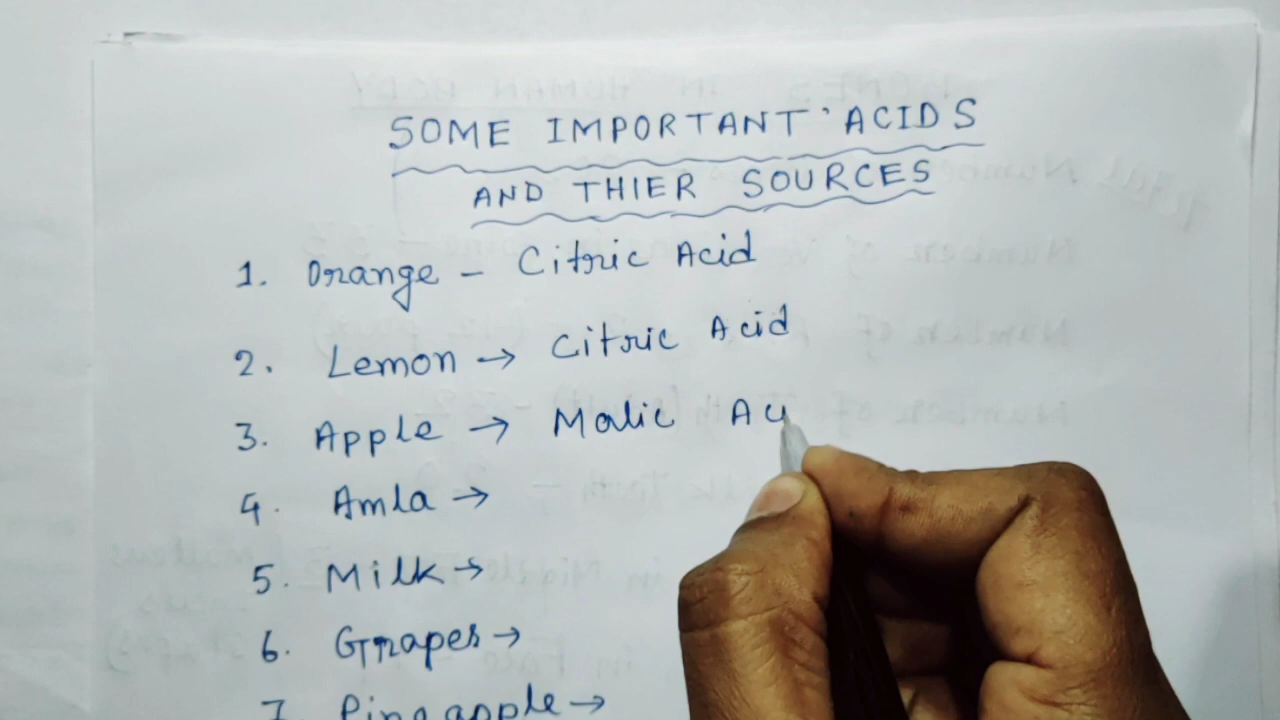 SOME IMPORTANT ACIDS
AND THIER SOURCES
1. Orange - Citric Acid
2. Lemon → Citric Acid
3. Apple → Malic Ac
4. Amla →
5. Milk →
6. Grapes →
7. Pineapple →